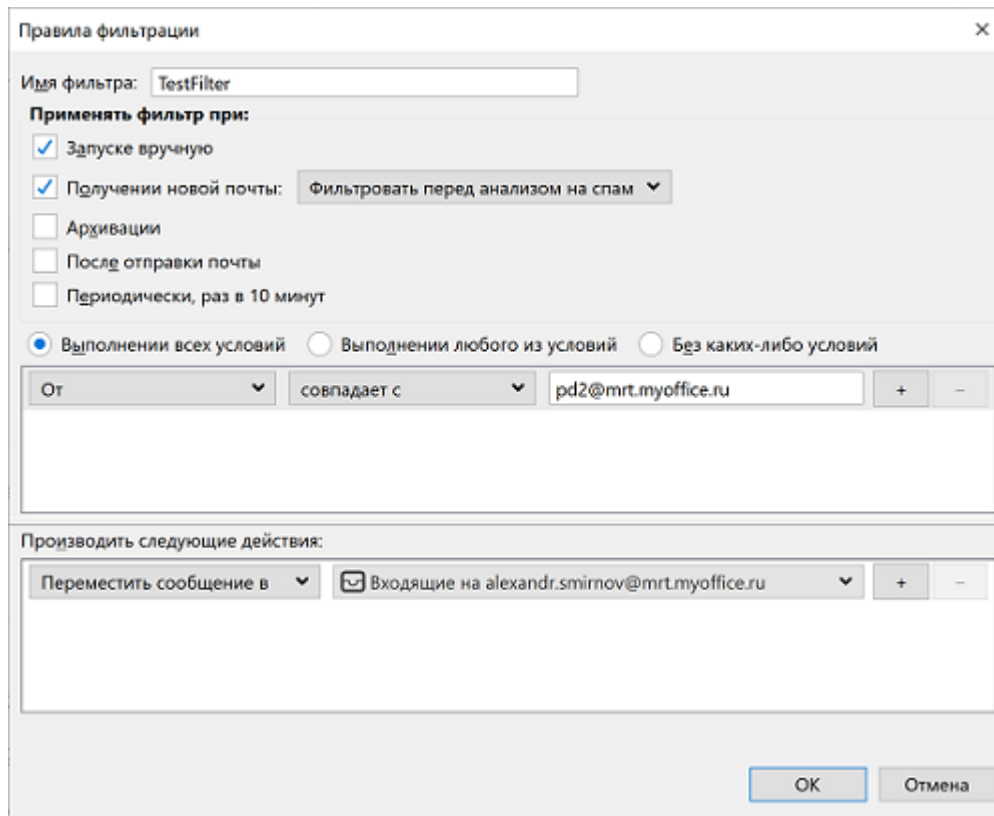 Правила фильтрации
Имя фильтра: TestFilter
Применять фильтр при:
Запуске вручную
Получении новой почты: Фильтровать перед анализом на спам
Архивации
После отправки почты
Периодически, раз в 10 минут
Выполнении всех условий Выполнении любого из условий Без каких-либо условий
От совпадает с pd2@mrt.myoffice.ru + −
Производить следующие действия:
Переместить сообщение в Входящие на alexandr.smirnov@mrt.myoffice.ru + −
ОК Отмена